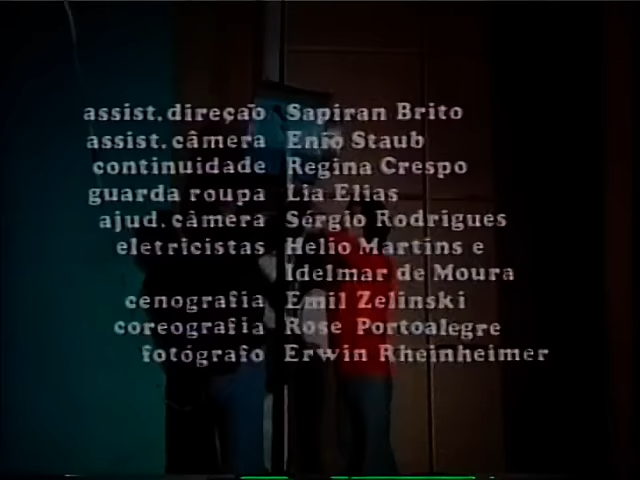 assist.direção Sapiran Brito
assist.câmera Enio Staub
continuidade Regina Crespo
guarda roupa Lia Elias
ajud.câmera Sérgio Rodrigues
eletricistas Helio Martins e
Idelmar de Moura
cenografia Emil Zelinski
coreografia Rose Portoalegre
fotógrafo Erwin Rheinheimer